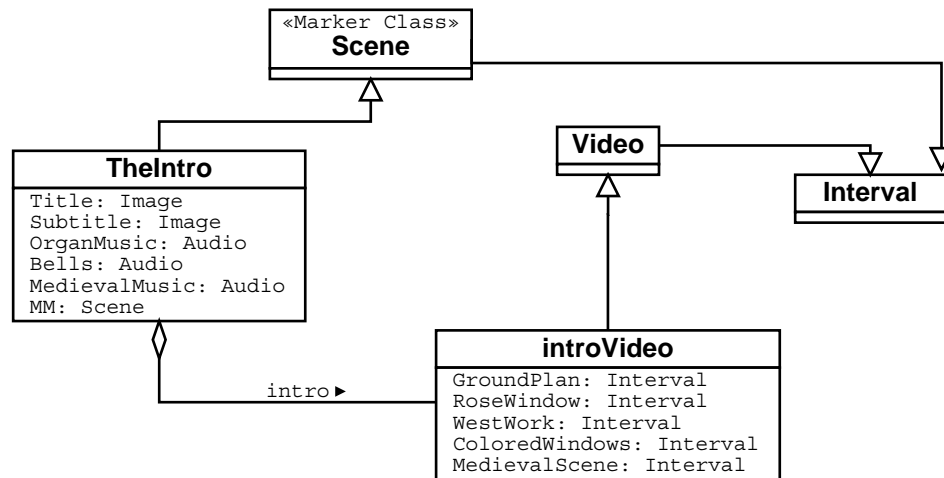 «Marker Class»
Scene
TheIntro
Title: Image
Subtitle: Image
OrganMusic: Audio
Bells: Audio
MedievalMusic: Audio
MM: Scene
Video
Interval
intro ►
introVideo
GroundPlan: Interval
RoseWindow: Interval
WestWork: Interval
ColoredWindows: Interval
MedievalScene: Interval